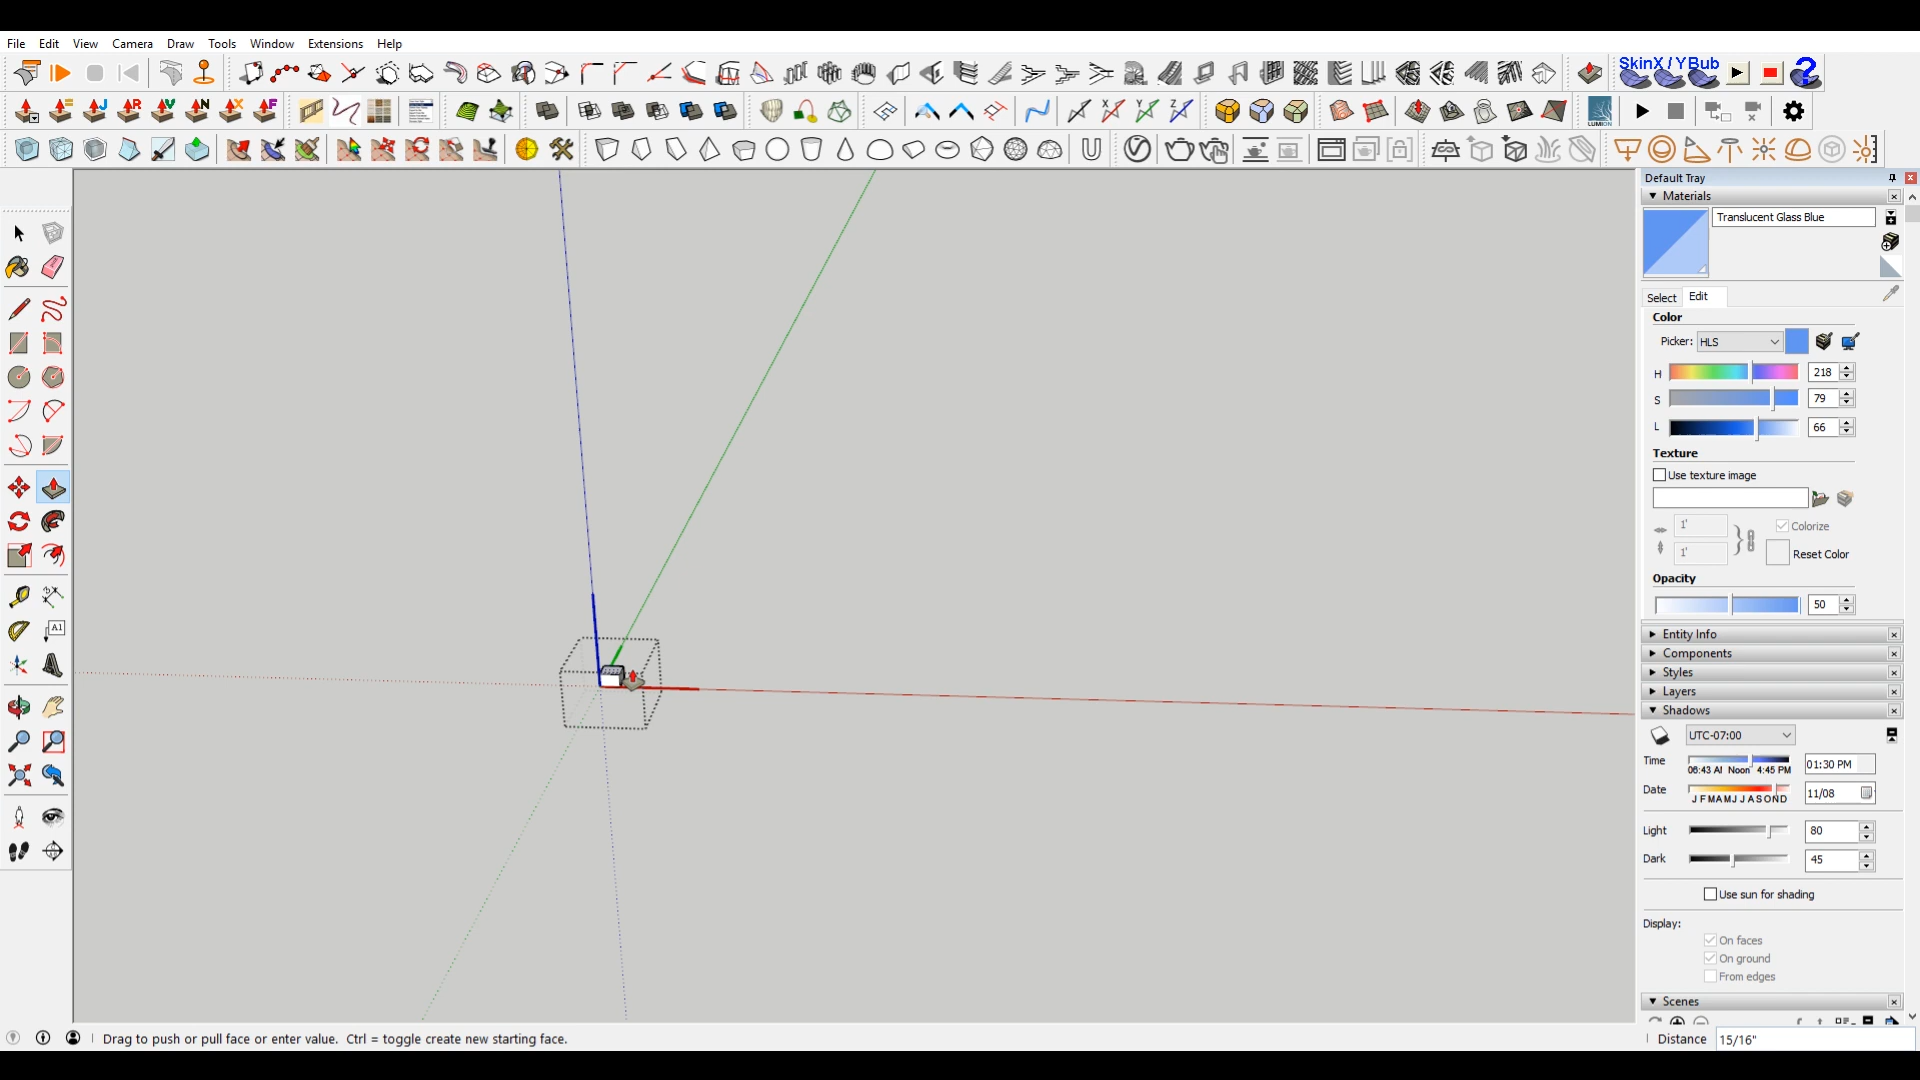 File Edit View Camera Draw Tools Window Extensions Help
SkinX / YBub
J R V N X F
X Y Z
LUMION
Default Tray
Materials
Translucent Glass Blue
Select Edit
Color
Picker: HLS
H 218
S 79
L 66
Texture
Use texture image
1'
Colorize
1'
Reset Color
Opacity
50
A1
Entity Info
Components
Styles
Layers
Shadows
UTC-07:00
Time 01:30 PM
06:43 AI Noon 4:45 PM
Date 11/08
J F M A M J J A S O N D
Light 80
Dark 45
Use sun for shading
Display:
On faces
On ground
From edges
Scenes
Drag to push or pull face or enter value. Ctrl = toggle create new starting face.
Distance 15/16"